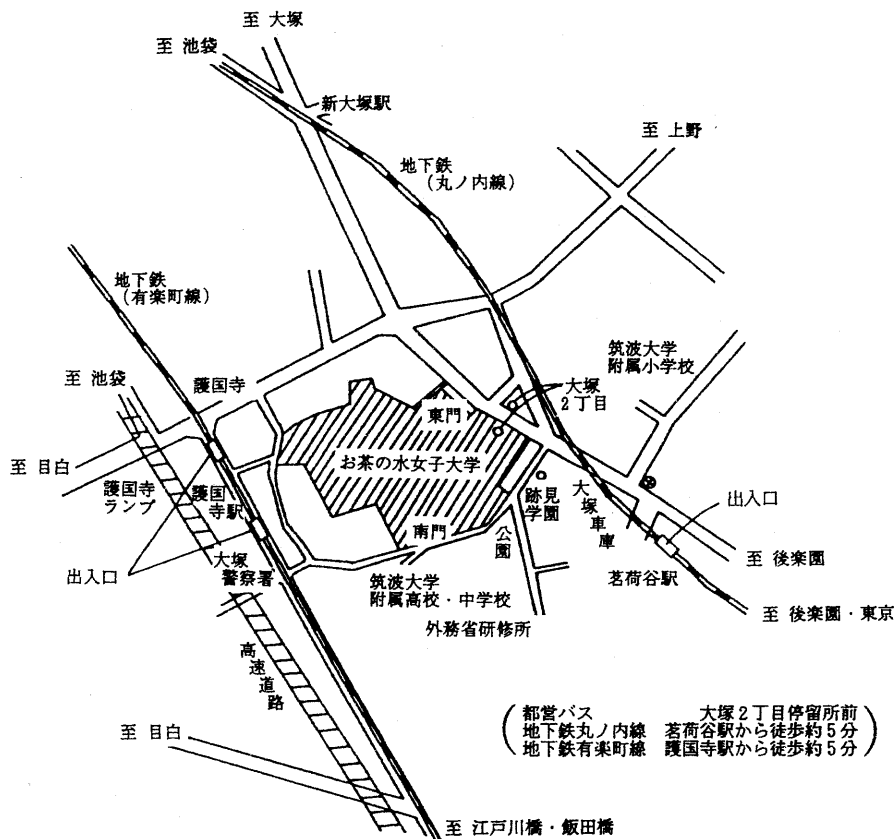 至 大塚
至 池袋
新大塚駅
至 上野
地下鉄
(丸ノ内線)
地下鉄
(有楽町線)
筑波大学
附属小学校
至 池袋
護国寺
大塚
2丁目
東門
お茶の水女子大学
至 目白
護国寺
ランプ
護国
寺駅
跡見
学園
大塚車庫
出入口
南門
公園
出入口
大塚
警察署
至 後楽園
茗荷谷駅
筑波大学
附属高校・中学校
至 後楽園・東京
外務省研修所
高速道路
都営バス 大塚2丁目停留所前
地下鉄丸ノ内線 茗荷谷駅から徒歩約5分
地下鉄有楽町線 護国寺駅から徒歩約5分
至 目白
至 江戸川橋・飯田橋